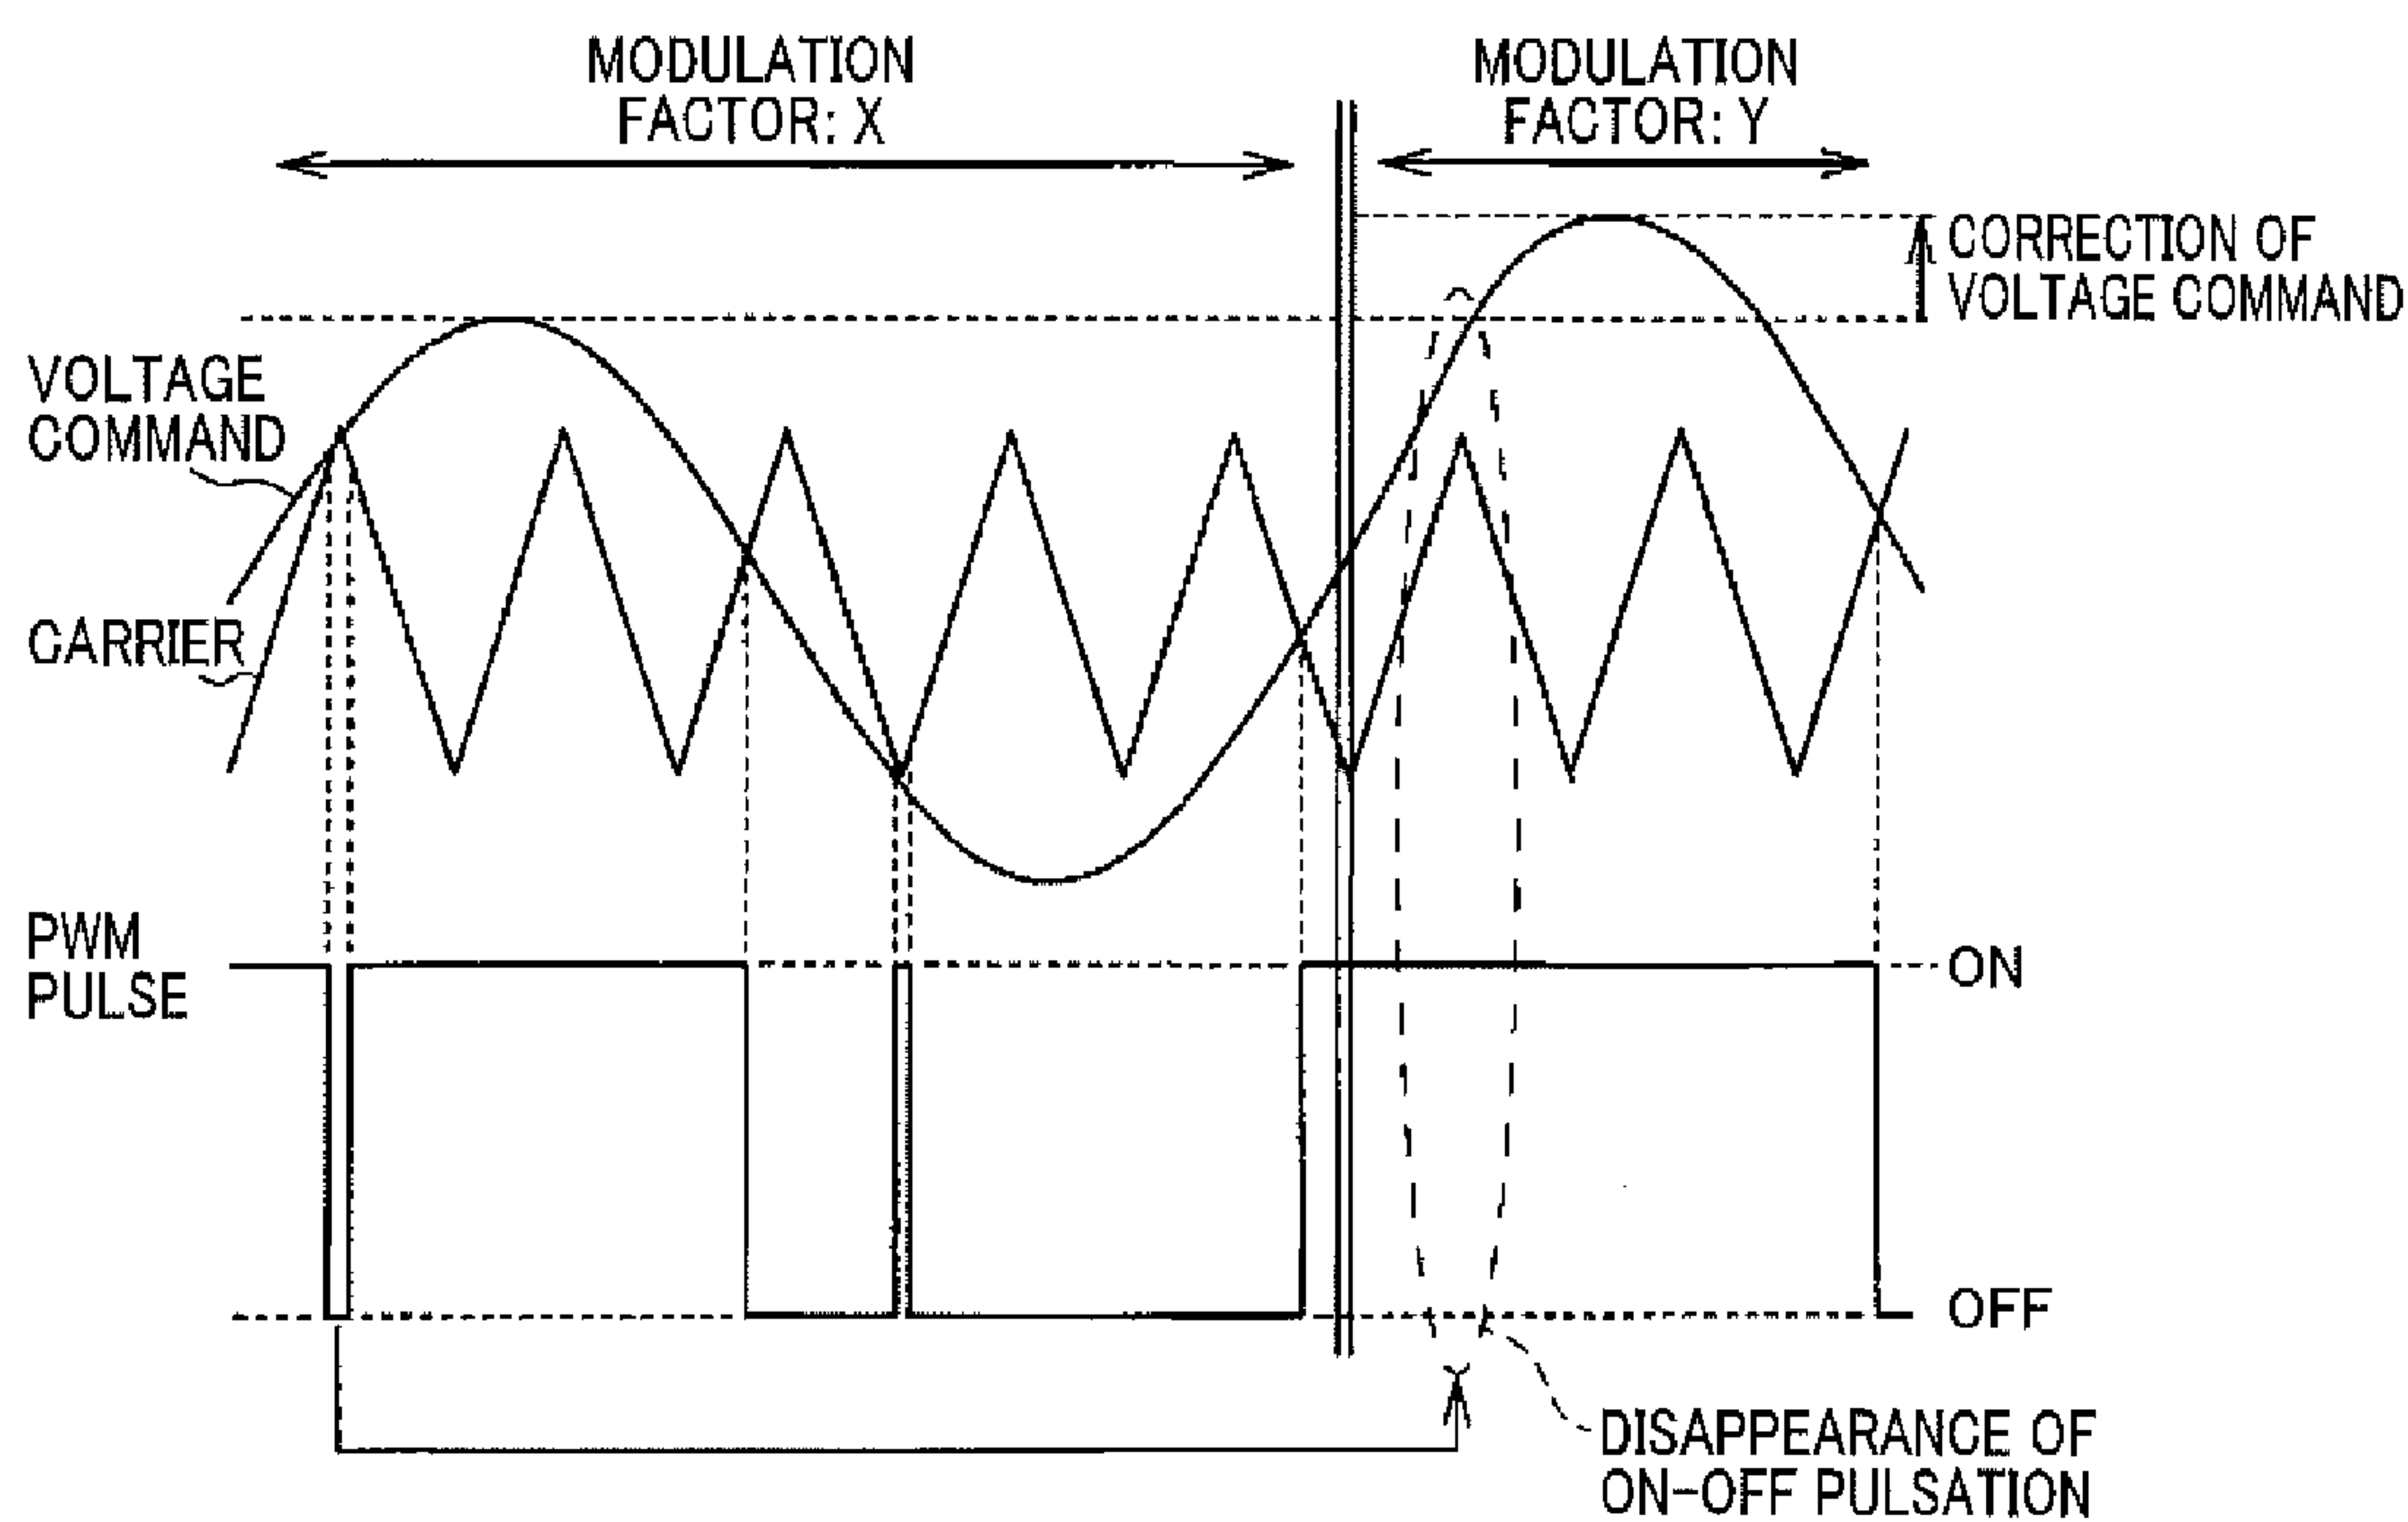 MODULATION
FACTOR: X
MODULATION
FACTOR: Y
CORRECTION OF
VOLTAGE COMMAND
VOLTAGE
COMMAND
CARRIER
PWM
PULSE
ON
OFF
DISAPPEARANCE OF
ON-OFF PULSATION